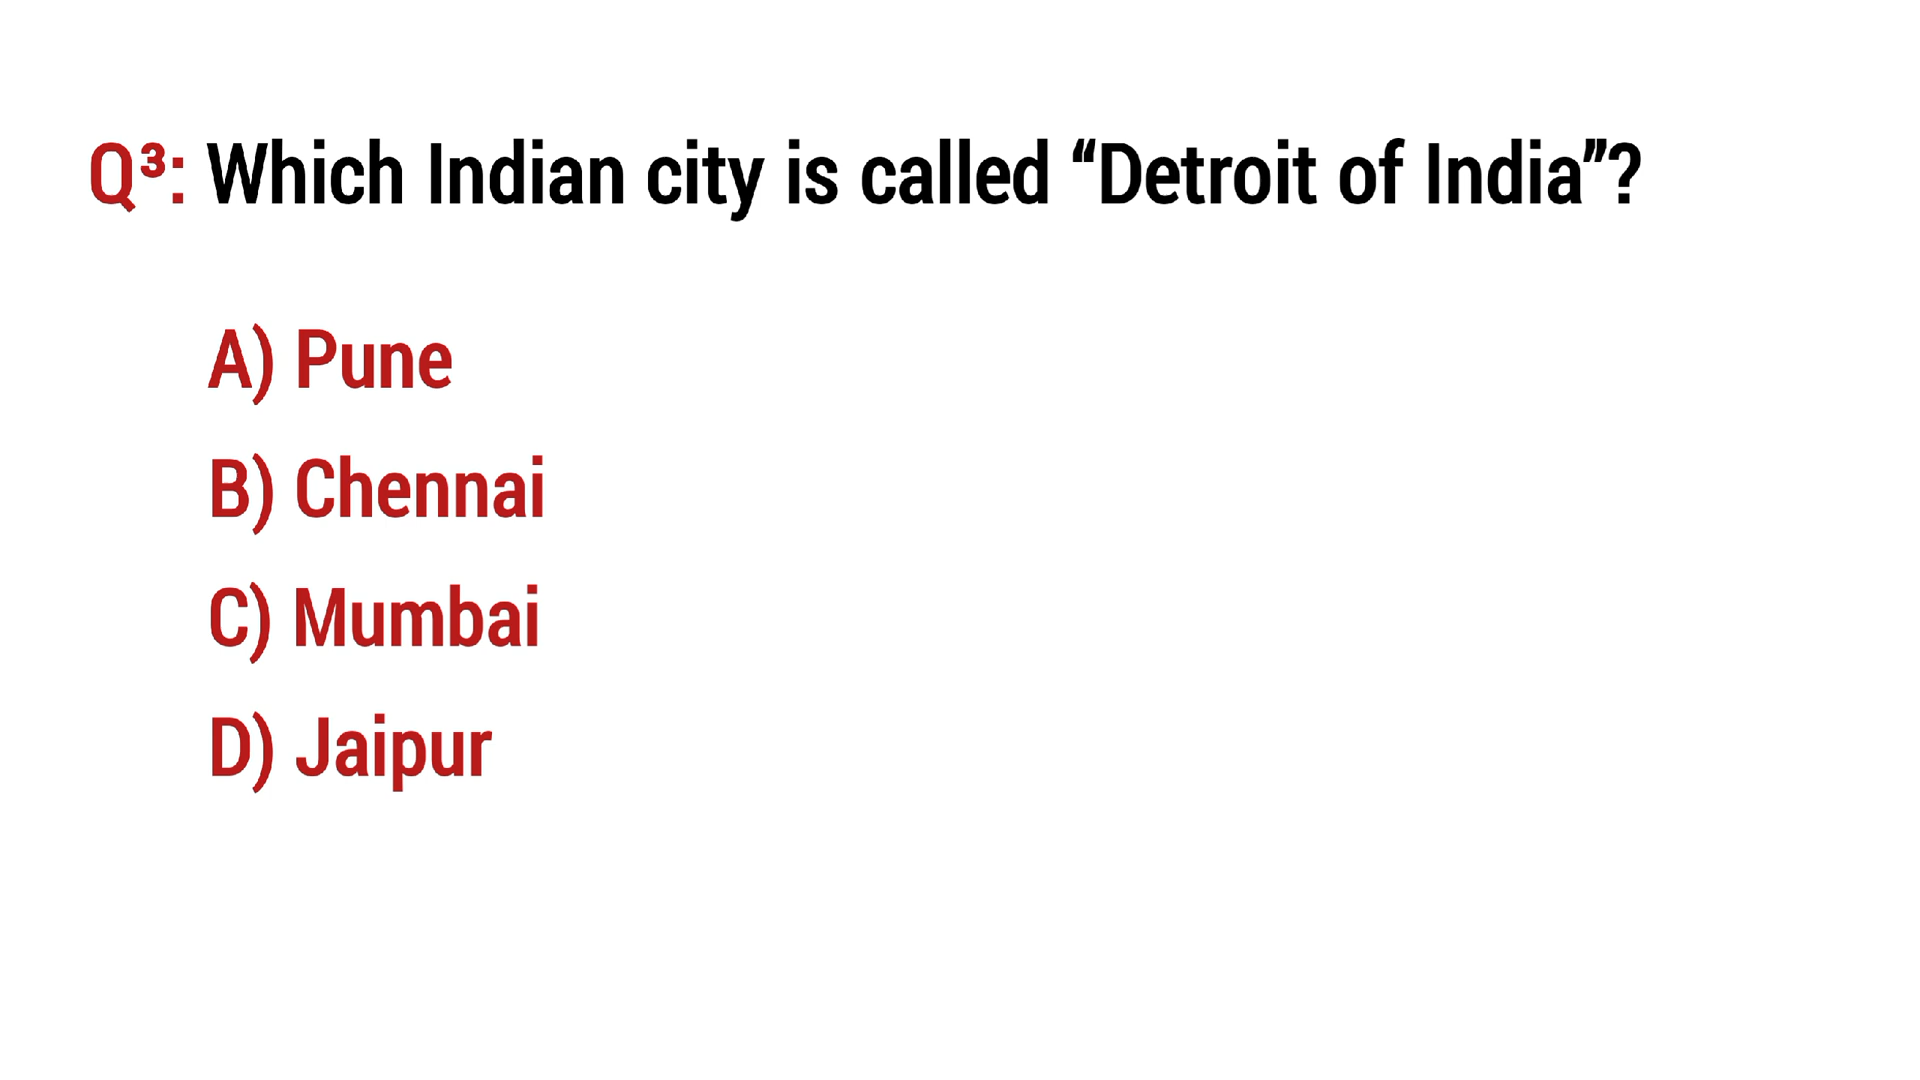 Q³: Which Indian city is called “Detroit of India”?
A) Pune
B) Chennai
C) Mumbai
D) Jaipur